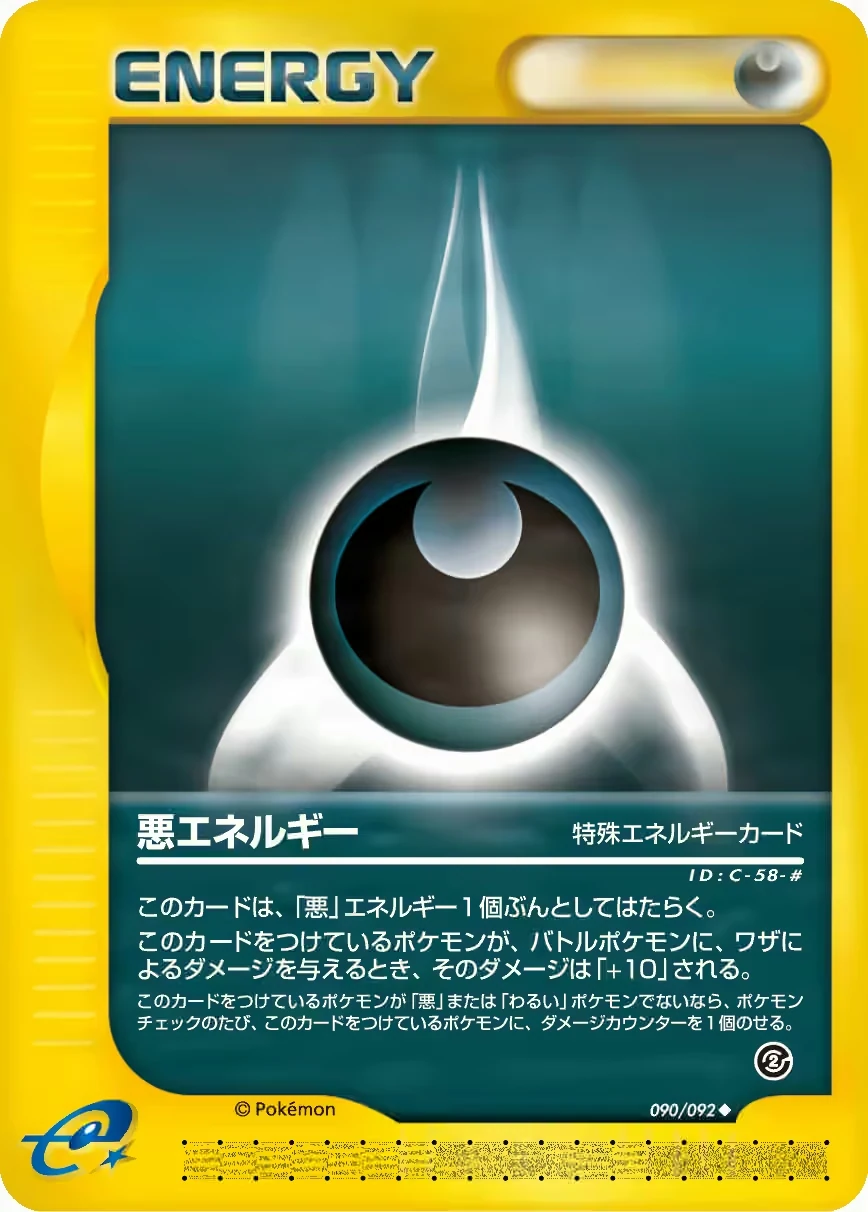 ENERGY
悪エネルギー
特殊エネルギーカード
ID:C-58-#
このカードは、「悪」エネルギー1個ぶんとしてはたらく。
このカードをつけているポケモンが、バトルポケモンに、ワザに
よるダメージを与えるとき、そのダメージは「+10」される。
このカードをつけているポケモンが「悪」または「わるい」ポケモンでないなら、ポケモン
チェックのたび、このカードをつけているポケモンに、ダメージカウンターを1個のせる。
2
© Pokémon
090/092◆
e